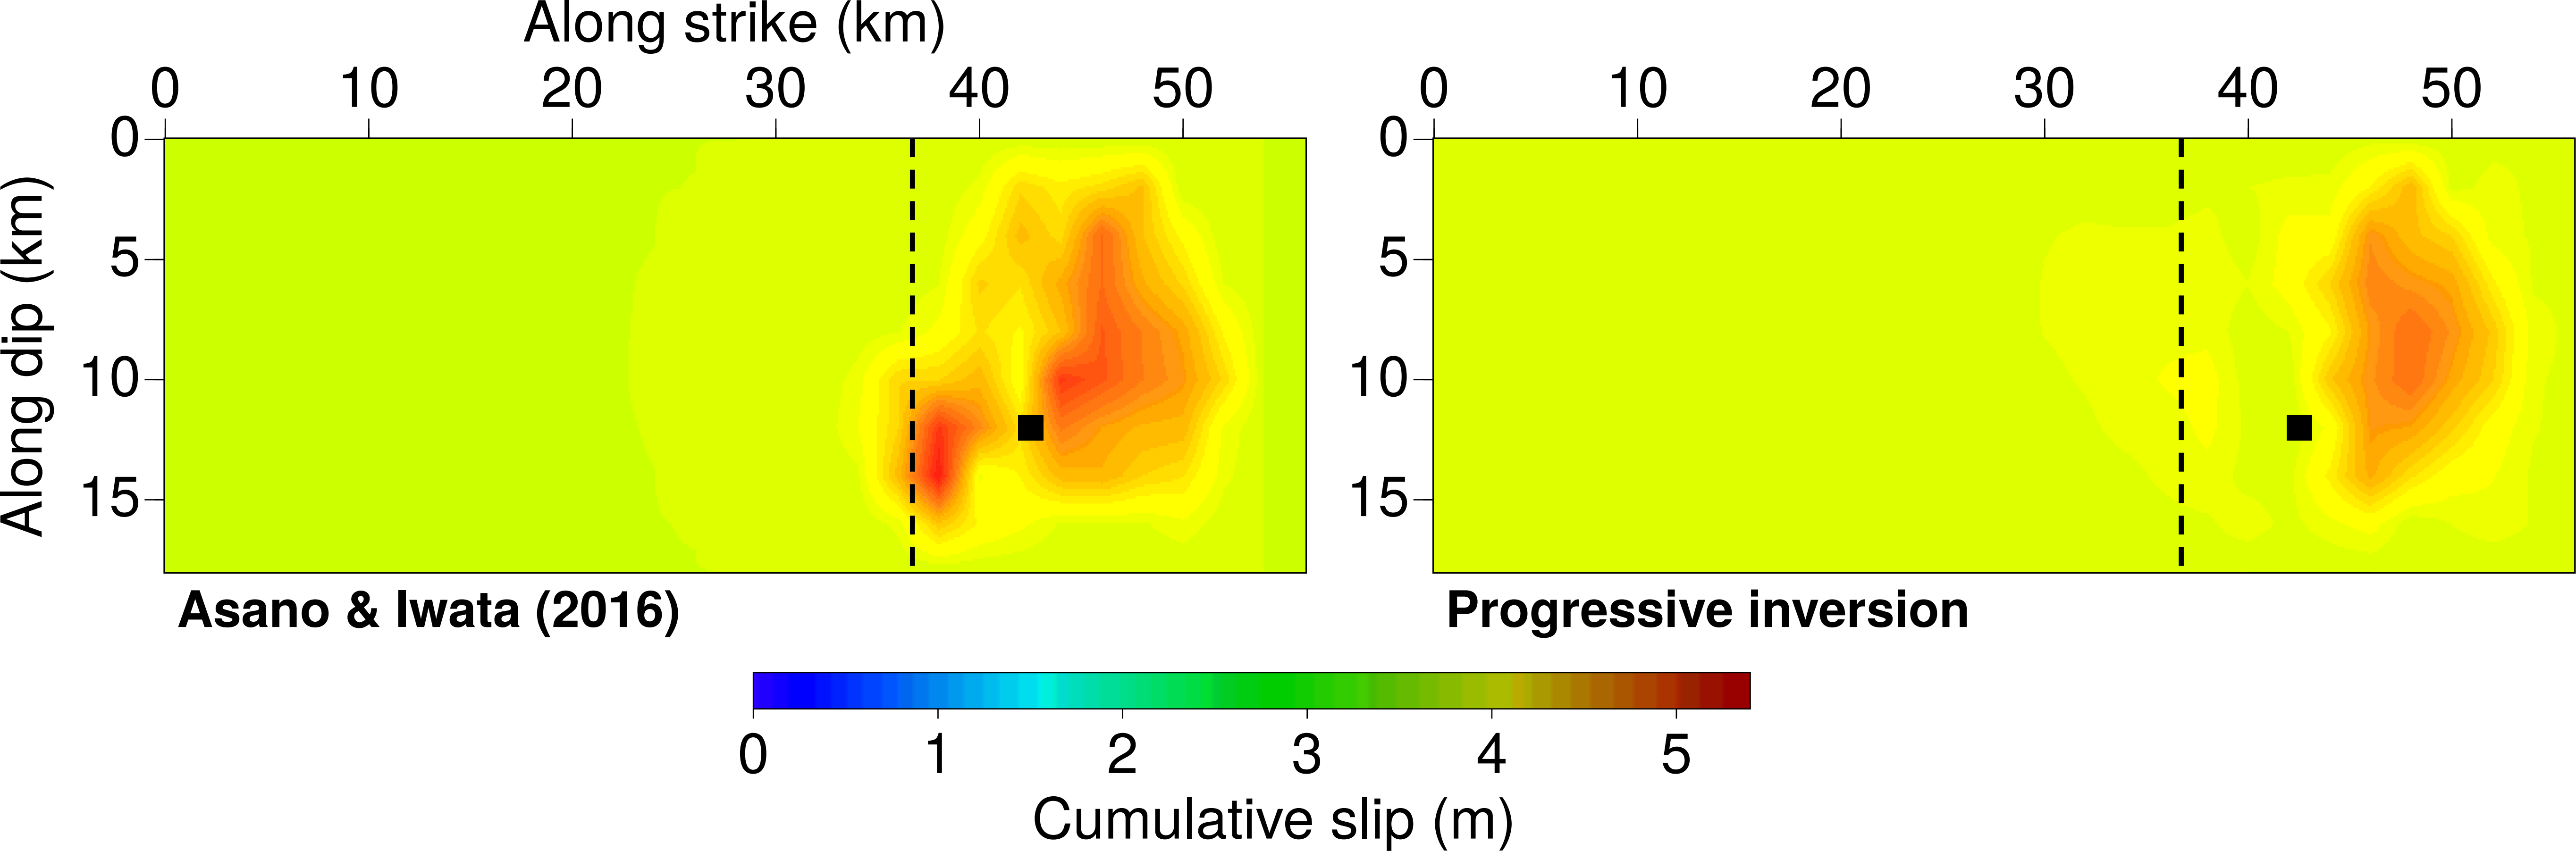 Along strike (km)
0 10 20 30 40 50
0 10 20 30 40 50
Along dip (km)
0
5
10
15
0
5
10
15
Asano & Iwata (2016)
Progressive inversion
0 1 2 3 4 5
Cumulative slip (m)